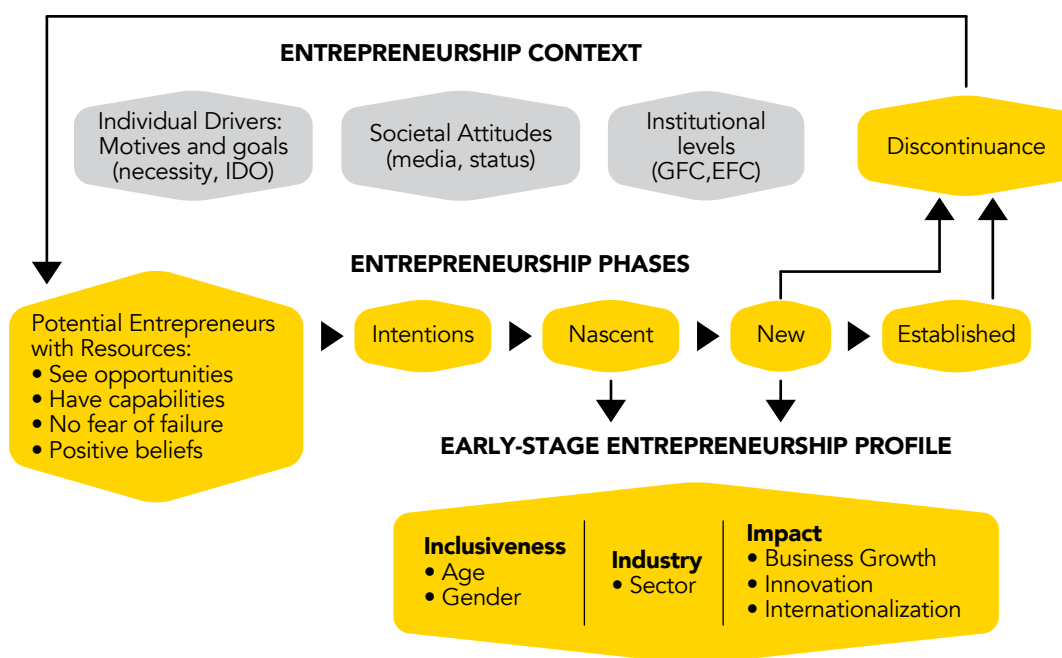 ENTREPRENEURSHIP CONTEXT
Individual Drivers:
Motives and goals
(necessity, IDO)
Societal Attitudes
(media, status)
Institutional
levels
(GFC,EFC)
Discontinuance
ENTREPRENEURSHIP PHASES
Potential Entrepreneurs
with Resources:
• See opportunities
• Have capabilities
• No fear of failure
• Positive beliefs
Intentions
Nascent
New
Established
EARLY-STAGE ENTREPRENEURSHIP PROFILE
Inclusiveness
• Age
• Gender
Industry
• Sector
Impact
• Business Growth
• Innovation
• Internationalization